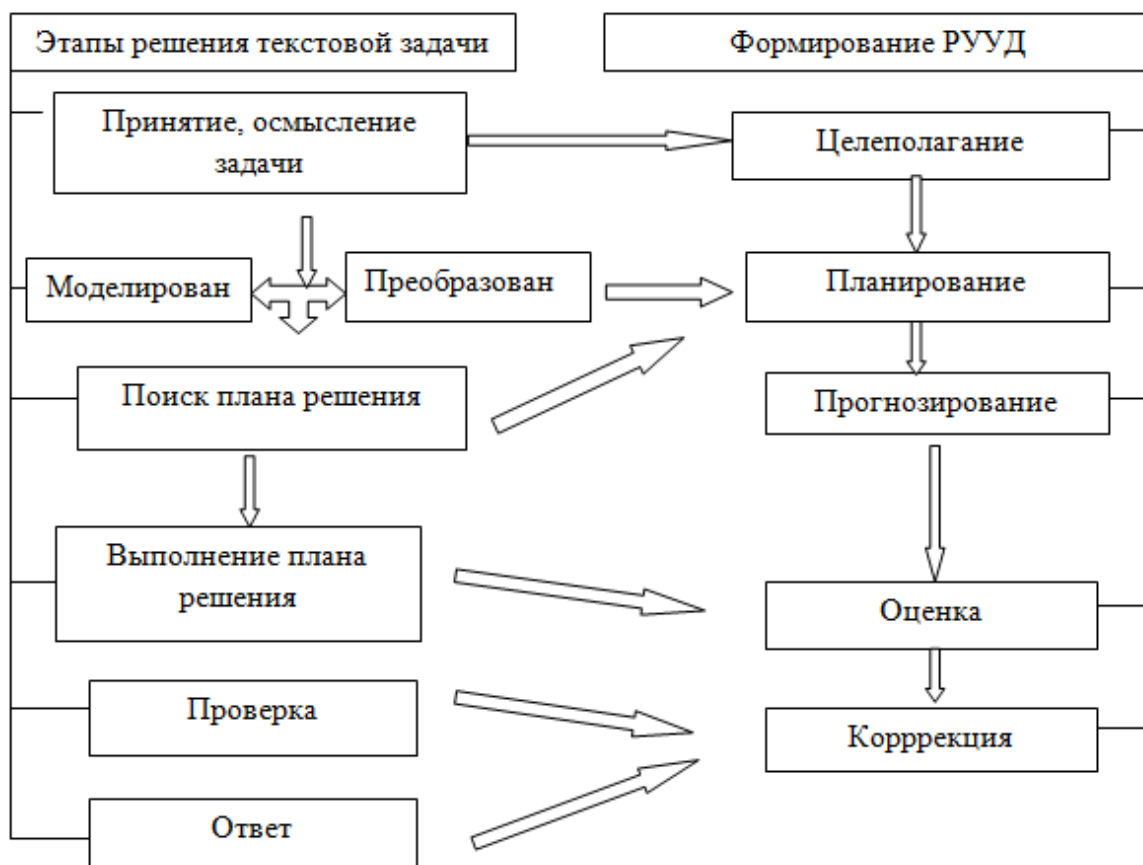 Этапы решения текстовой задачи
Формирование РУУД
Принятие, осмысление
задачи
Целеполагание
Моделирован
Преобразован
Планирование
Поиск плана решения
Прогнозирование
Выполнение плана
решения
Оценка
Проверка
Корррекция
Ответ